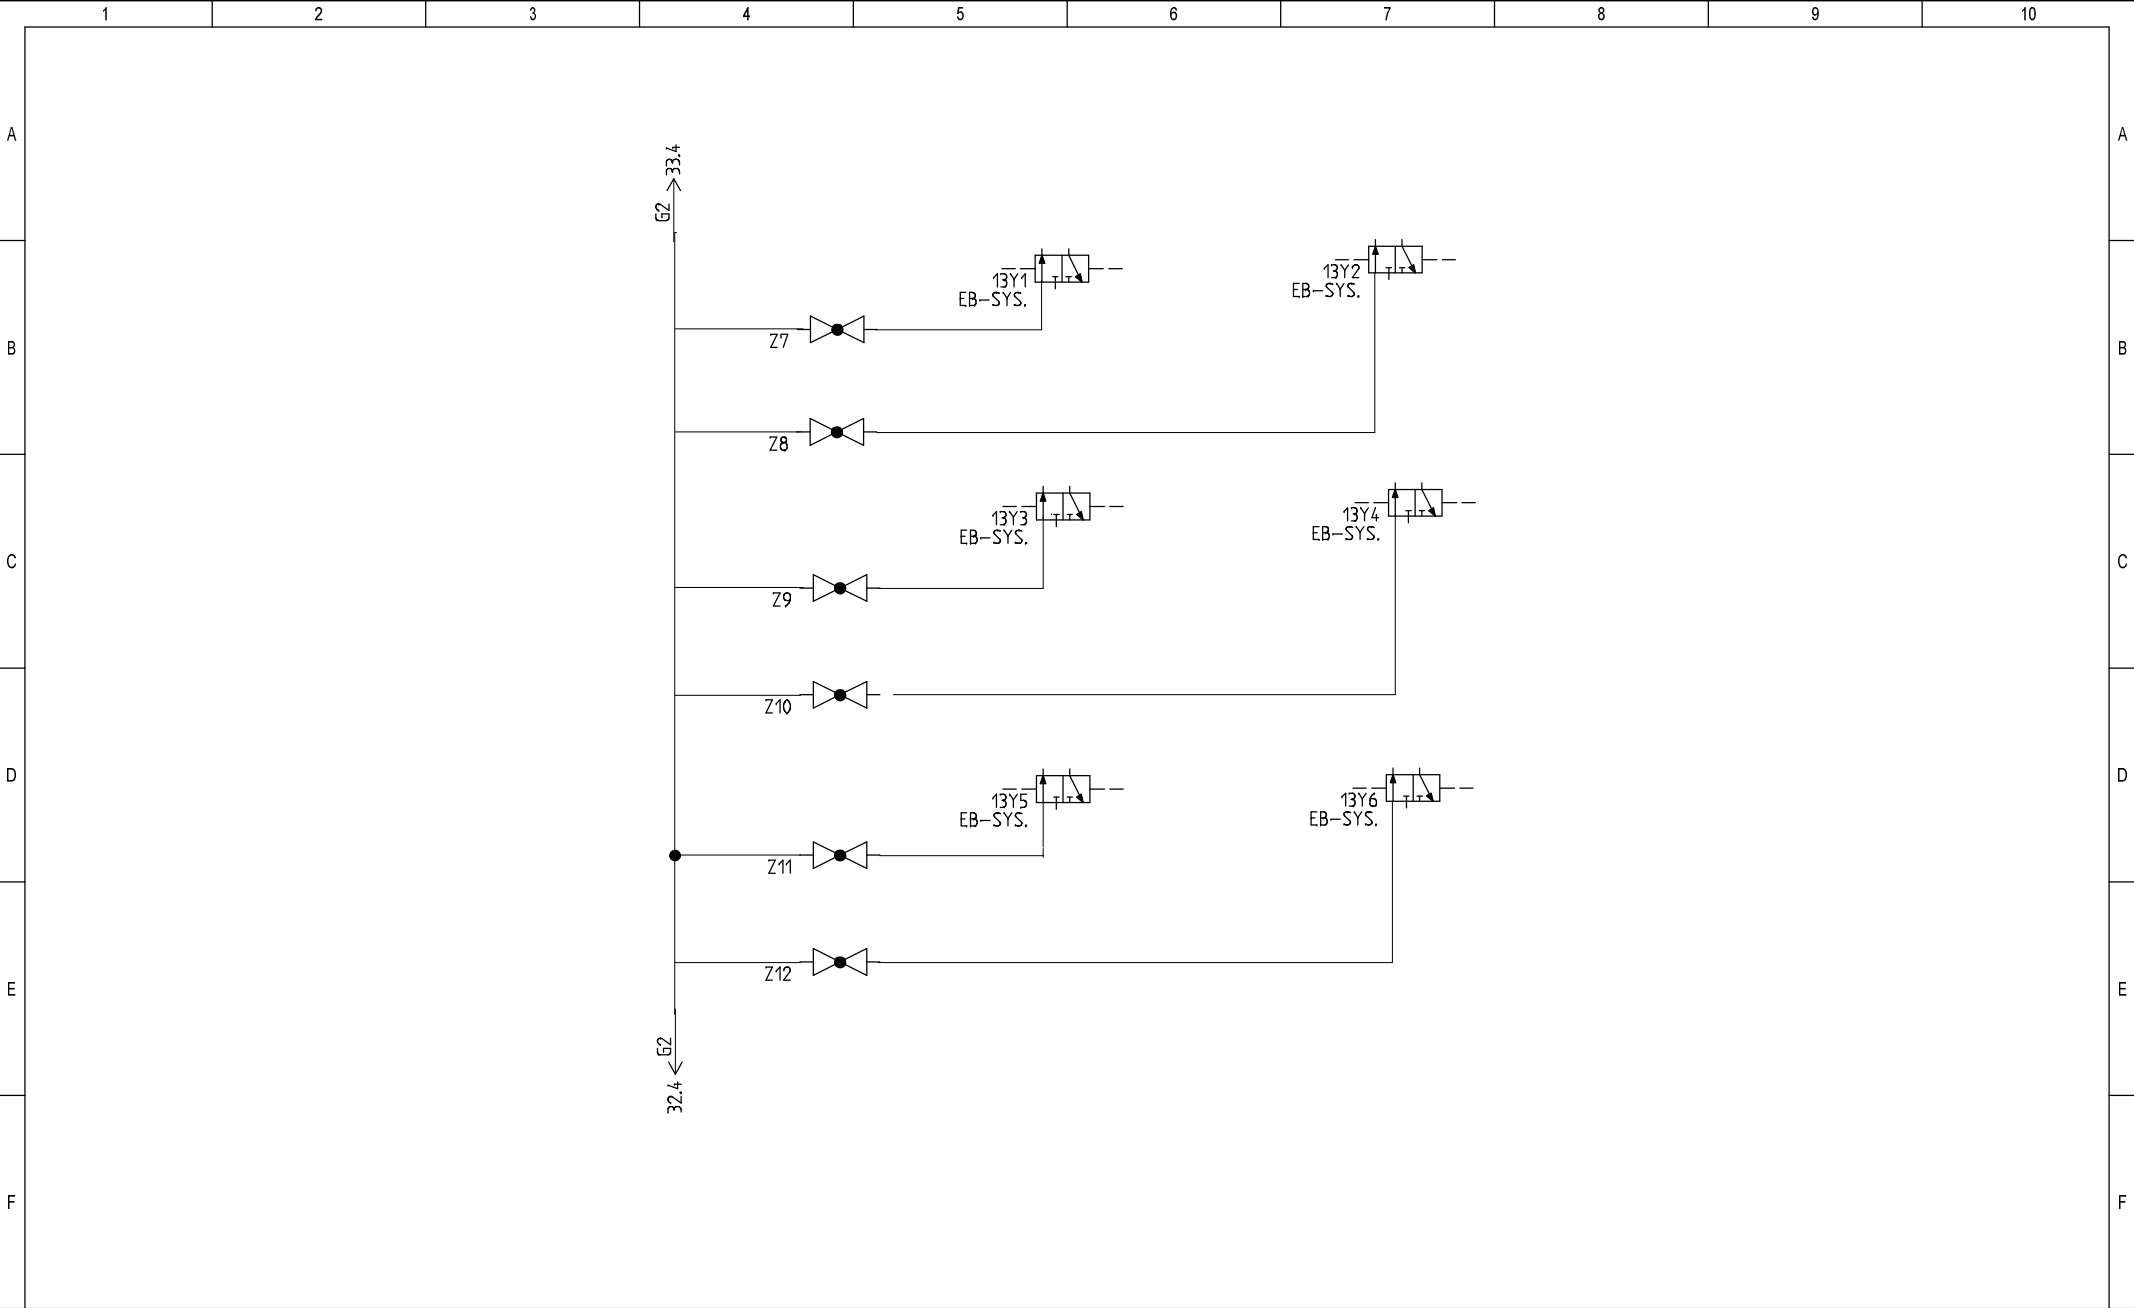 1 2 3 4 5 6 7 8 9 10
A A
33.4
G2
13Y1
EB-SYS.
13Y2
EB-SYS.
Z7
B B
Z8
13Y3
EB-SYS.
13Y4
EB-SYS.
C C
Z9
Z10
D D
13Y5
EB-SYS.
13Y6
EB-SYS.
Z11
Z12
E E
G2
32.4
F F